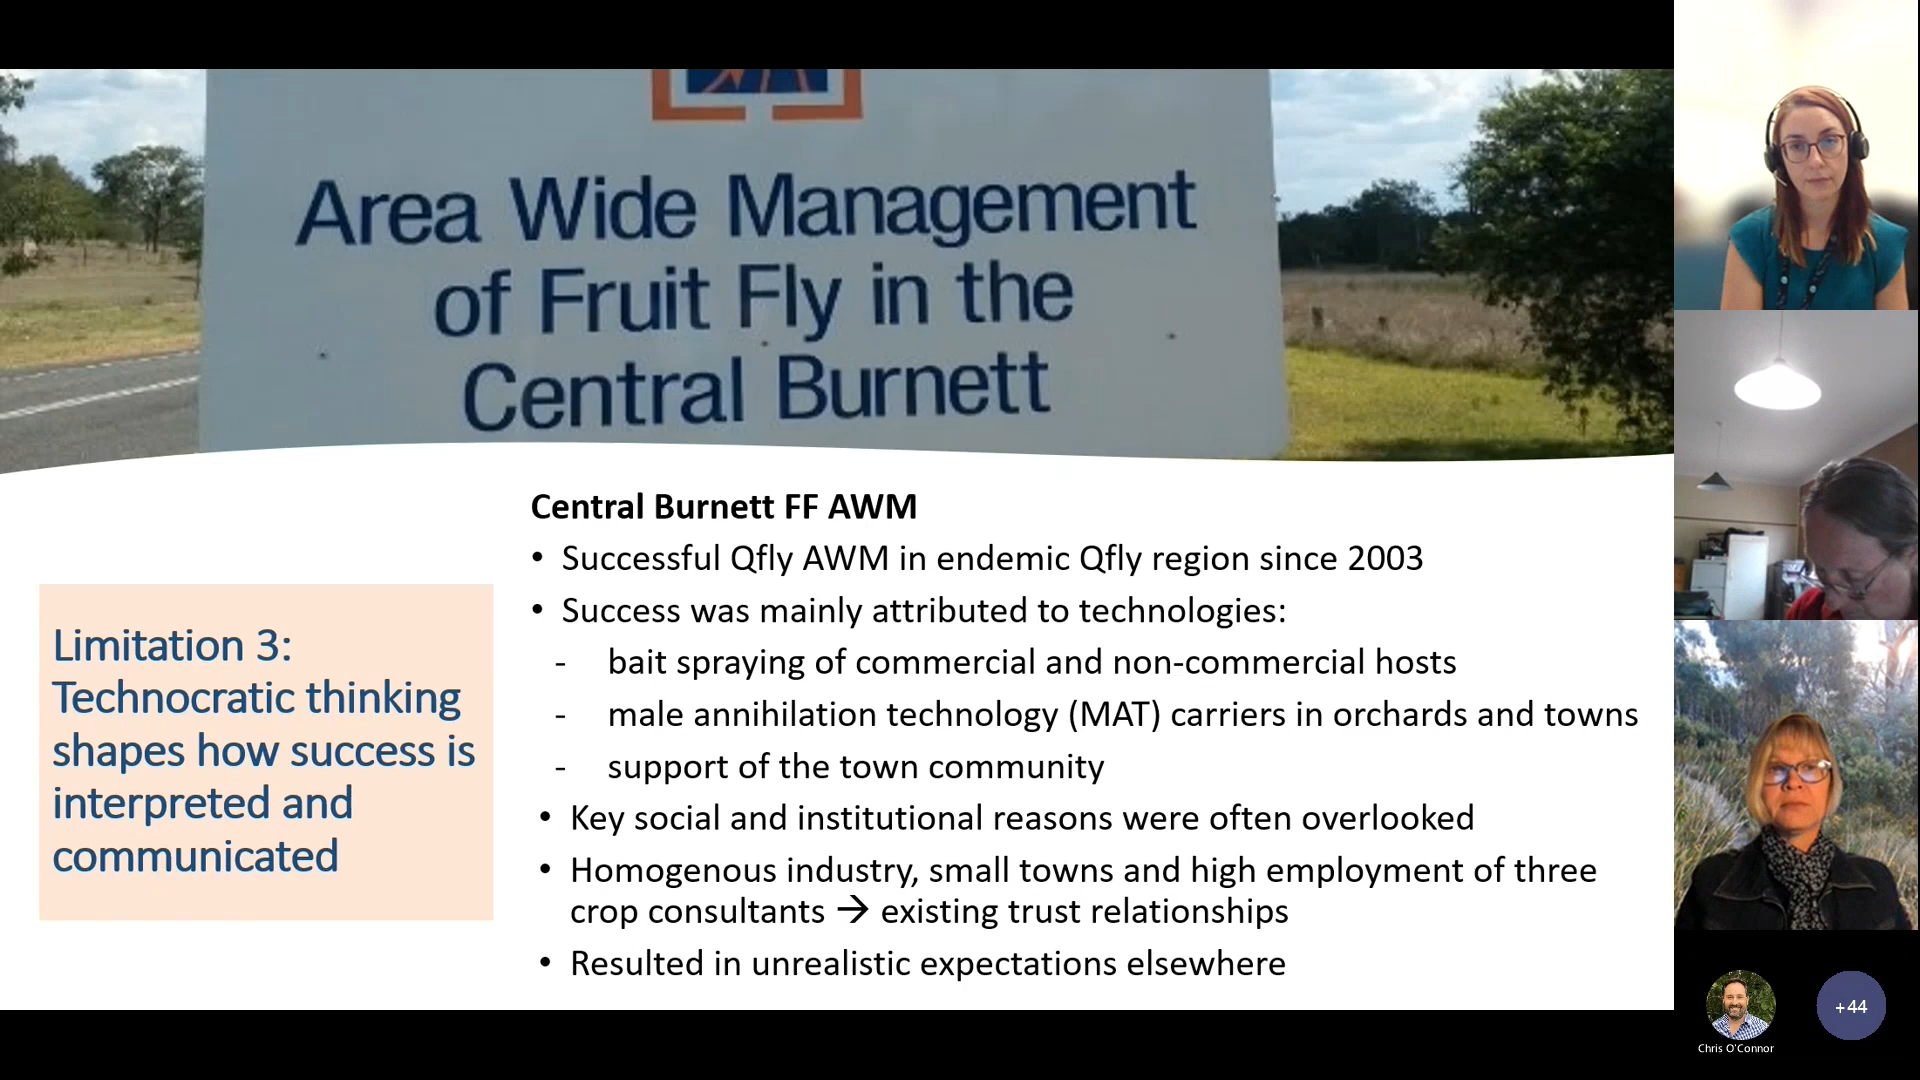 Area Wide Management
of Fruit Fly in the
Central Burnett
Limitation 3:
Technocratic thinking
shapes how success is
interpreted and
communicated
Central Burnett FF AWM
• Successful Qfly AWM in endemic Qfly region since 2003
• Success was mainly attributed to technologies:
- bait spraying of commercial and non-commercial hosts
- male annihilation technology (MAT) carriers in orchards and towns
- support of the town community
• Key social and institutional reasons were often overlooked
• Homogenous industry, small towns and high employment of three
crop consultants → existing trust relationships
• Resulted in unrealistic expectations elsewhere
Chris O'Connor
+44